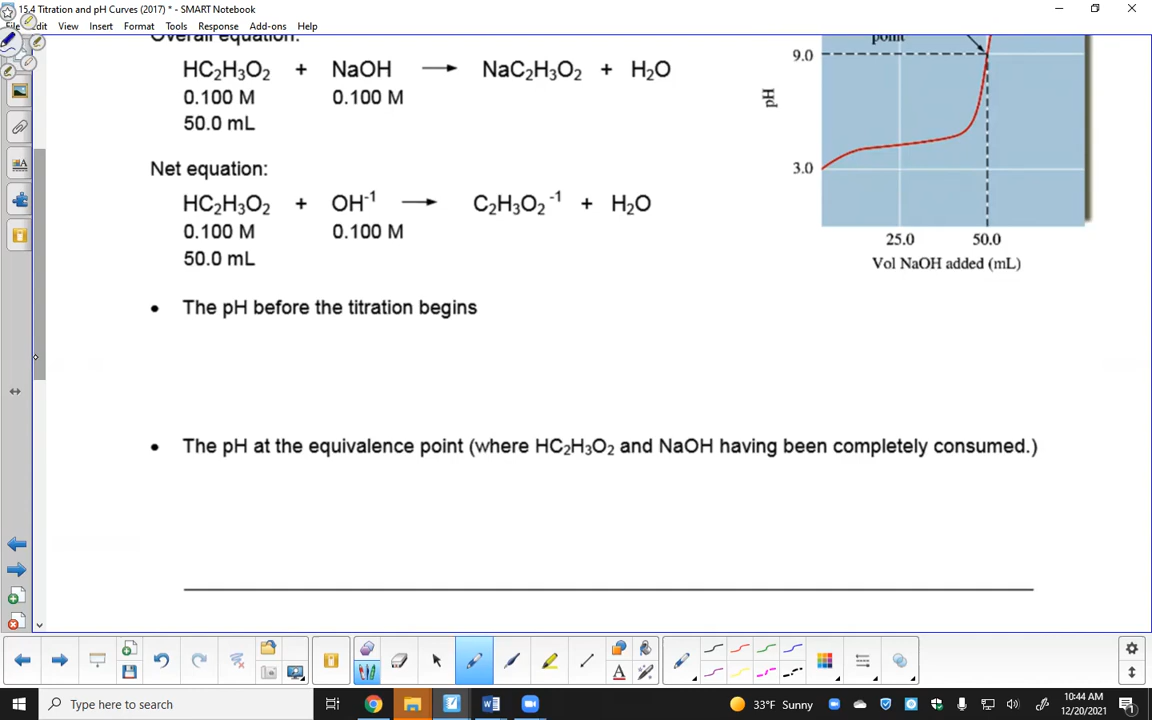 15.4 Titration and pH Curves (2017) * - SMART Notebook
File Edit View Insert Format Tools Response Add-ons Help
Overall equation:
HC₂H₃O₂ + NaOH → NaC₂H₃O₂ + H₂O
0.100 M 0.100 M
50.0 mL
Net equation:
HC₂H₃O₂ + OH⁻¹ → C₂H₃O₂⁻¹ + H₂O
0.100 M 0.100 M
50.0 mL
point
9.0
pH
3.0
25.0 50.0
Vol NaOH added (mL)
• The pH before the titration begins
• The pH at the equivalence point (where HC₂H₃O₂ and NaOH having been completely consumed.)
Type here to search
33°F Sunny
10:44 AM
12/20/2021